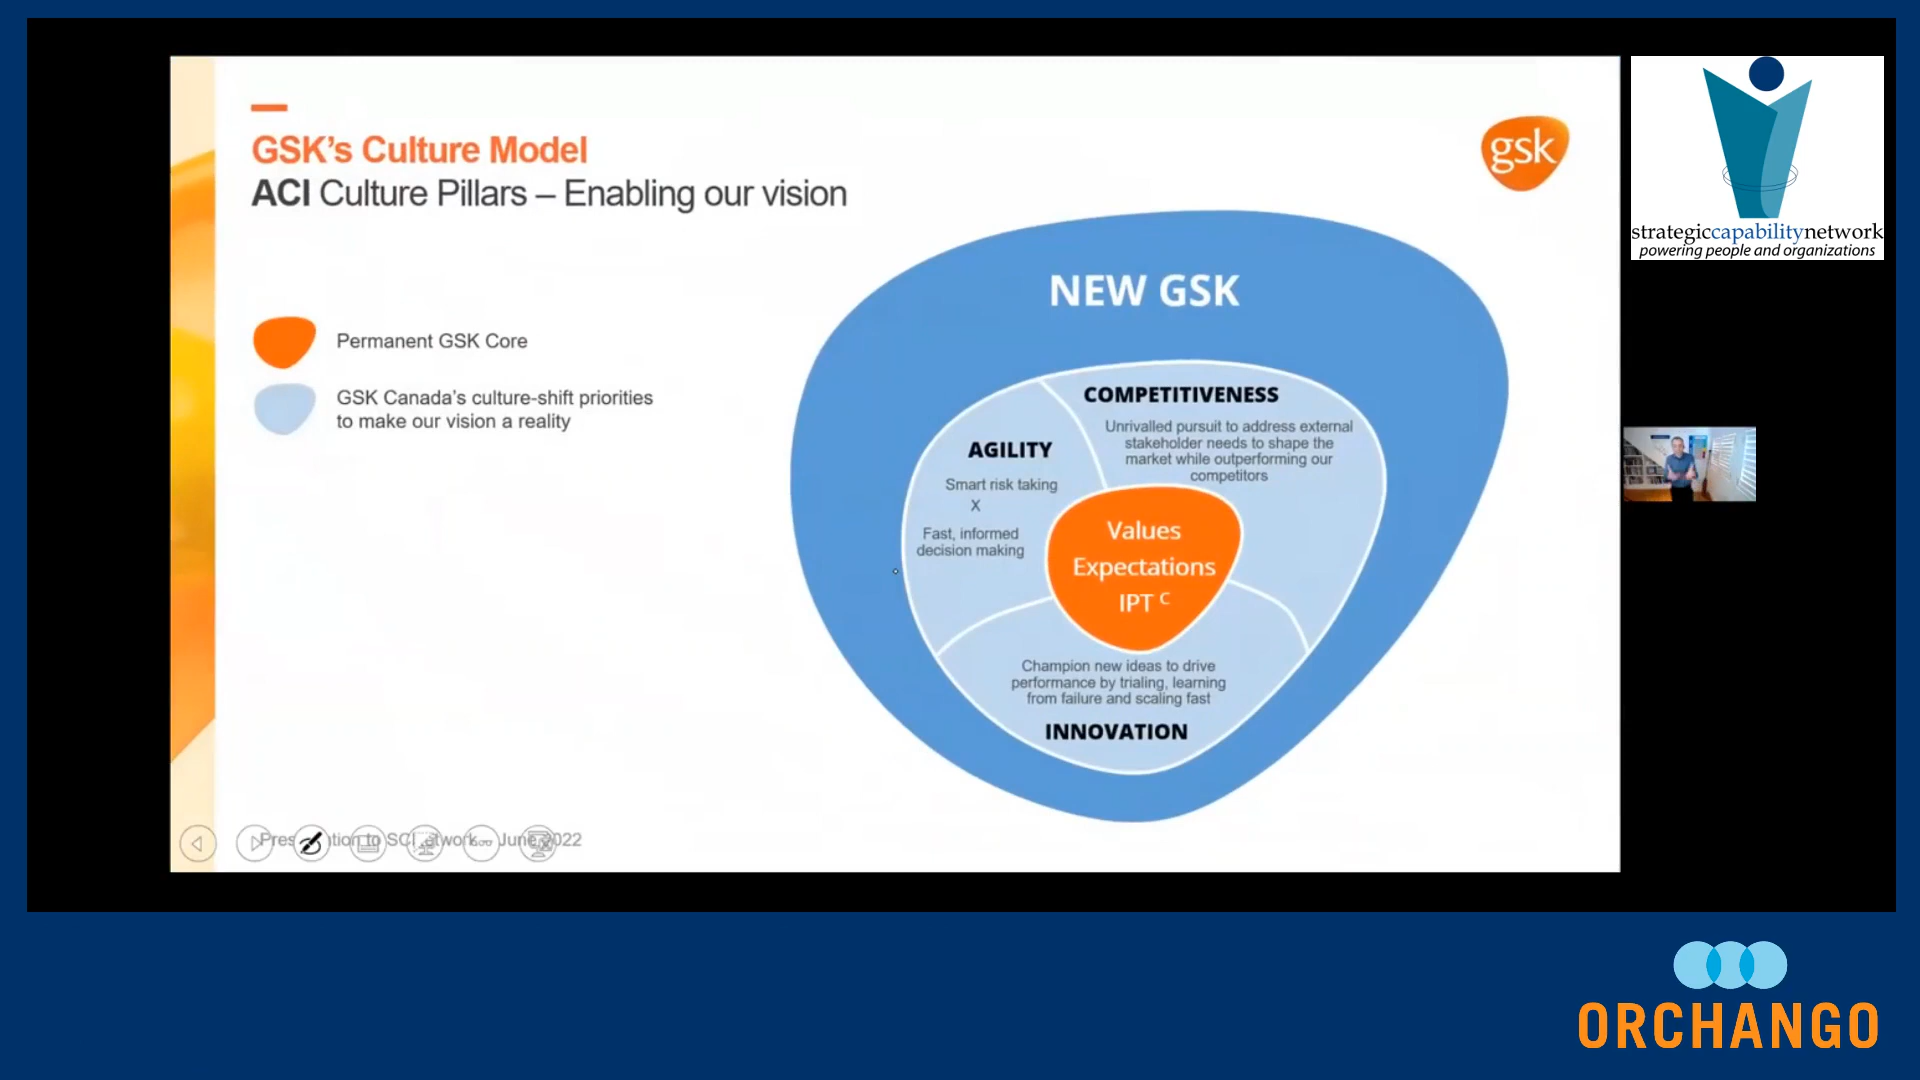 GSK's Culture Model
ACI Culture Pillars – Enabling our vision
gsk
strategiccapabilitynetwork
powering people and organizations
Permanent GSK Core
GSK Canada's culture-shift priorities
to make our vision a reality
NEW GSK
COMPETITIVENESS
Unrivalled pursuit to address external
stakeholder needs to shape the
market while outperforming our
competitors
AGILITY
Smart risk taking
X
Fast, informed
decision making
Values
Expectations
IPT C
Champion new ideas to drive
performance by trialing, learning
from failure and scaling fast
INNOVATION
to SC June 2022
ORCHANGO